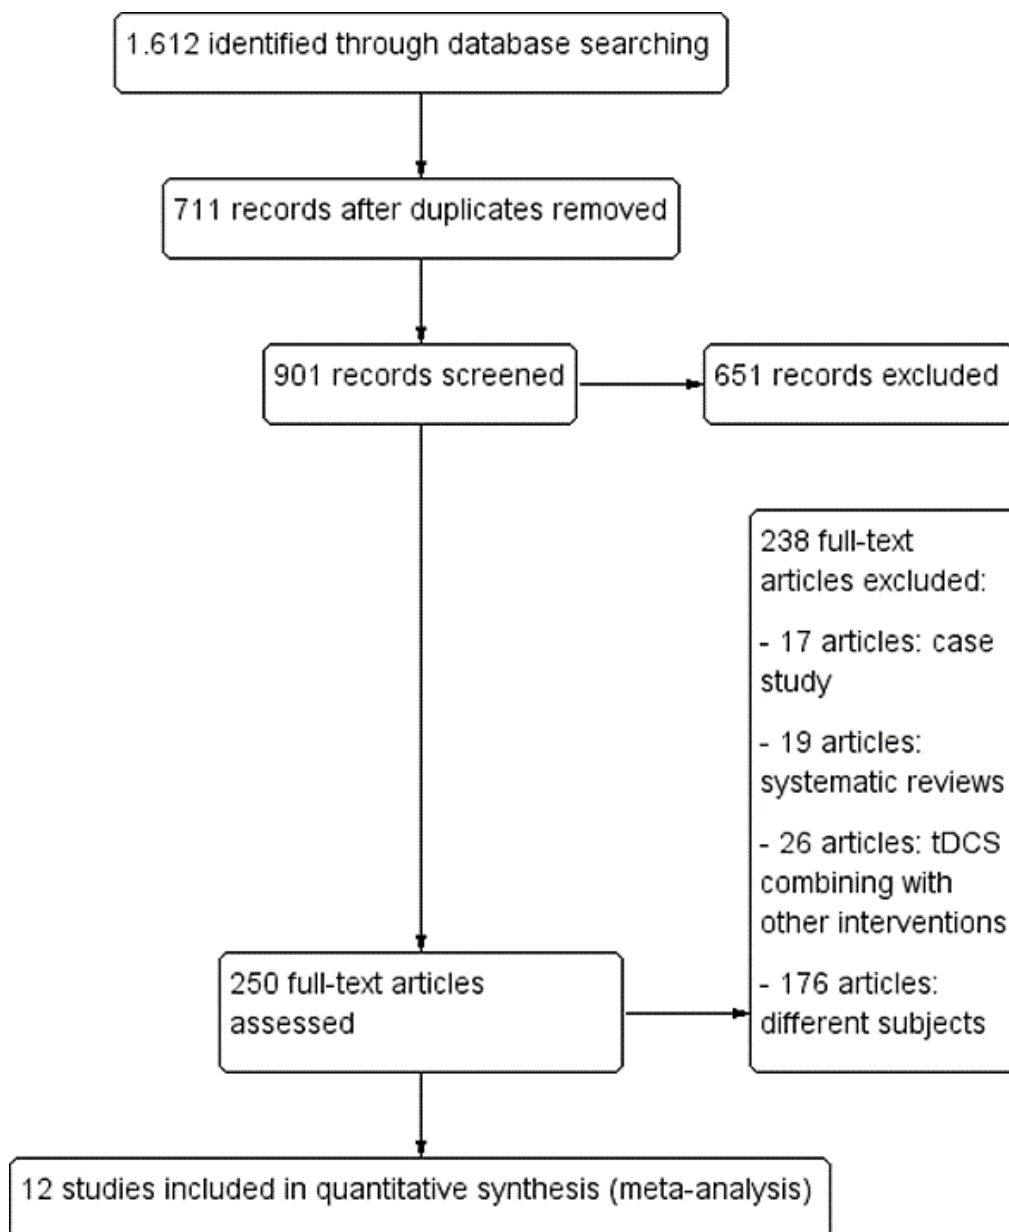 1.612 identified through database searching
711 records after duplicates removed
901 records screened
651 records excluded
238 full-text
articles excluded:
- 17 articles: case
study
- 19 articles:
systematic reviews
- 26 articles: tDCS
combining with
other interventions
- 176 articles:
different subjects
250 full-text articles
assessed
12 studies included in quantitative synthesis (meta-analysis)